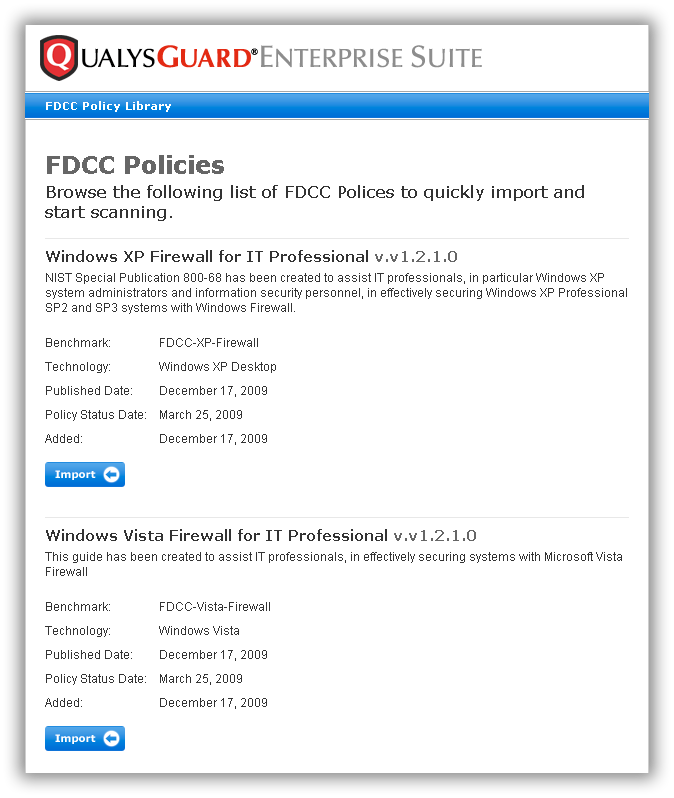 QUALYSGUARD® ENTERPRISE SUITE
FDCC Policy Library
FDCC Policies
Browse the following list of FDCC Polices to quickly import and
start scanning.
Windows XP Firewall for IT Professional v.v1.2.1.0
NIST Special Publication 800-68 has been created to assist IT professionals, in particular Windows XP
system administrators and information security personnel, in effectively securing Windows XP Professional
SP2 and SP3 systems with Windows Firewall.
Benchmark: FDCC-XP-Firewall
Technology: Windows XP Desktop
Published Date: December 17, 2009
Policy Status Date: March 25, 2009
Added: December 17, 2009
Import
Windows Vista Firewall for IT Professional v.v1.2.1.0
This guide has been created to assist IT professionals, in effectively securing systems with Microsoft Vista
Firewall
Benchmark: FDCC-Vista-Firewall
Technology: Windows Vista
Published Date: December 17, 2009
Policy Status Date: March 25, 2009
Added: December 17, 2009
Import